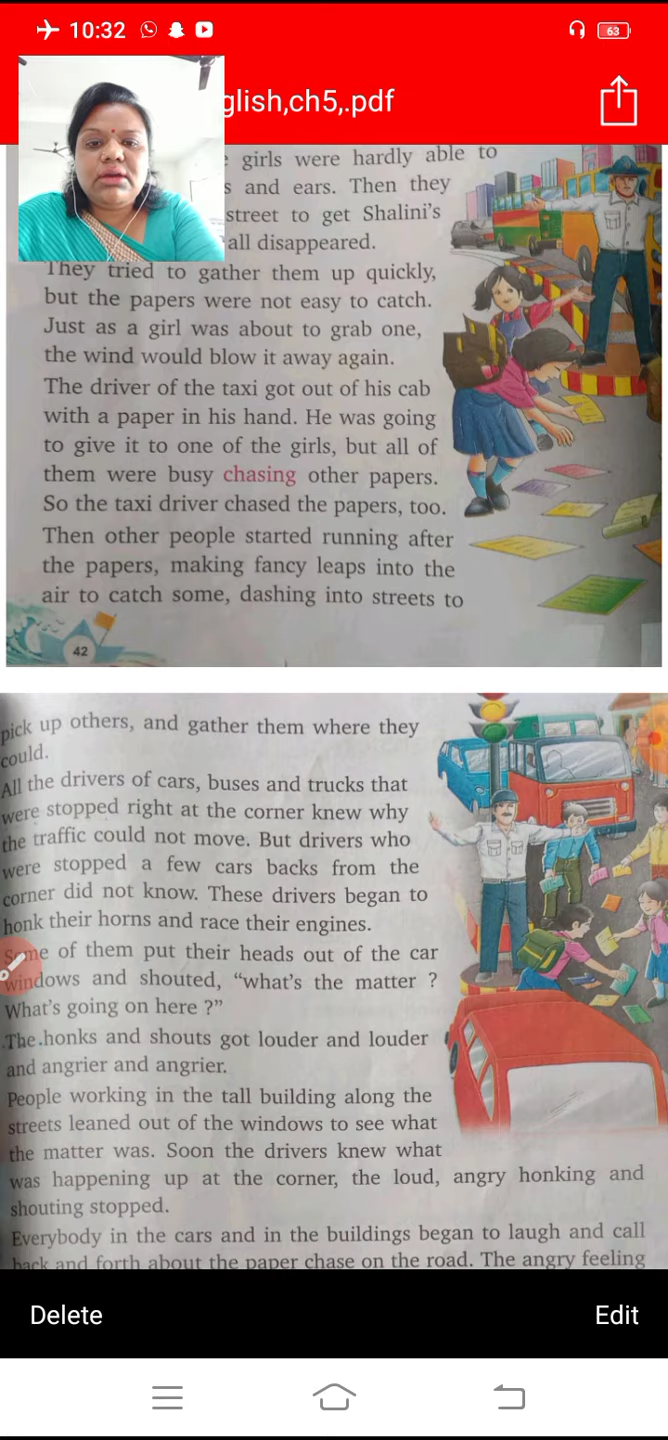 10:32
63
glish,ch5,.pdf
girls were hardly able to
s and ears. Then they
street to get Shalini's
all disappeared.
They tried to gather them up quickly,
but the papers were not easy to catch.
Just as a girl was about to grab one,
the wind would blow it away again.
The driver of the taxi got out of his cab
with a paper in his hand. He was going
to give it to one of the girls, but all of
them were busy chasing other papers.
So the taxi driver chased the papers, too.
Then other people started running after
the papers, making fancy leaps into the
air to catch some, dashing into streets to
42
pick up others, and gather them where they
could.
All the drivers of cars, buses and trucks that
were stopped right at the corner knew why
the traffic could not move. But drivers who
were stopped a few cars backs from the
corner did not know. These drivers began to
honk their horns and race their engines.
Some of them put their heads out of the car
windows and shouted, “what's the matter ?
What's going on here ?”
The honks and shouts got louder and louder
and angrier and angrier.
People working in the tall building along the
streets leaned out of the windows to see what
the matter was. Soon the drivers knew what
was happening up at the corner, the loud, angry honking and
shouting stopped.
Everybody in the cars and in the buildings began to laugh and call
back and forth about the paper chase on the road. The angry feeling
Delete
Edit